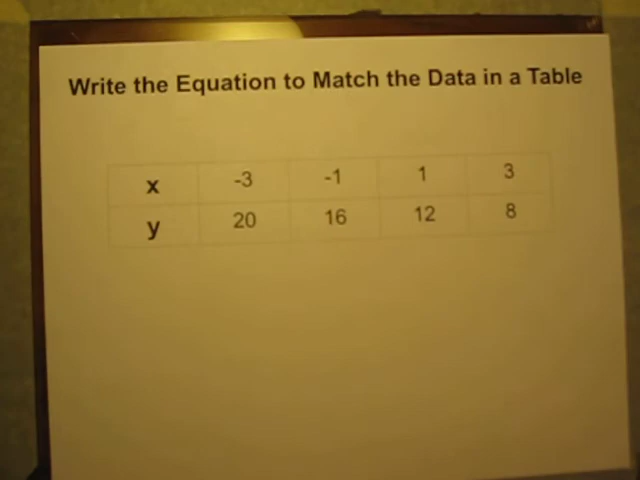 Write the Equation to Match the Data in a Table
x -3 -1 1 3
y 20 16 12 8